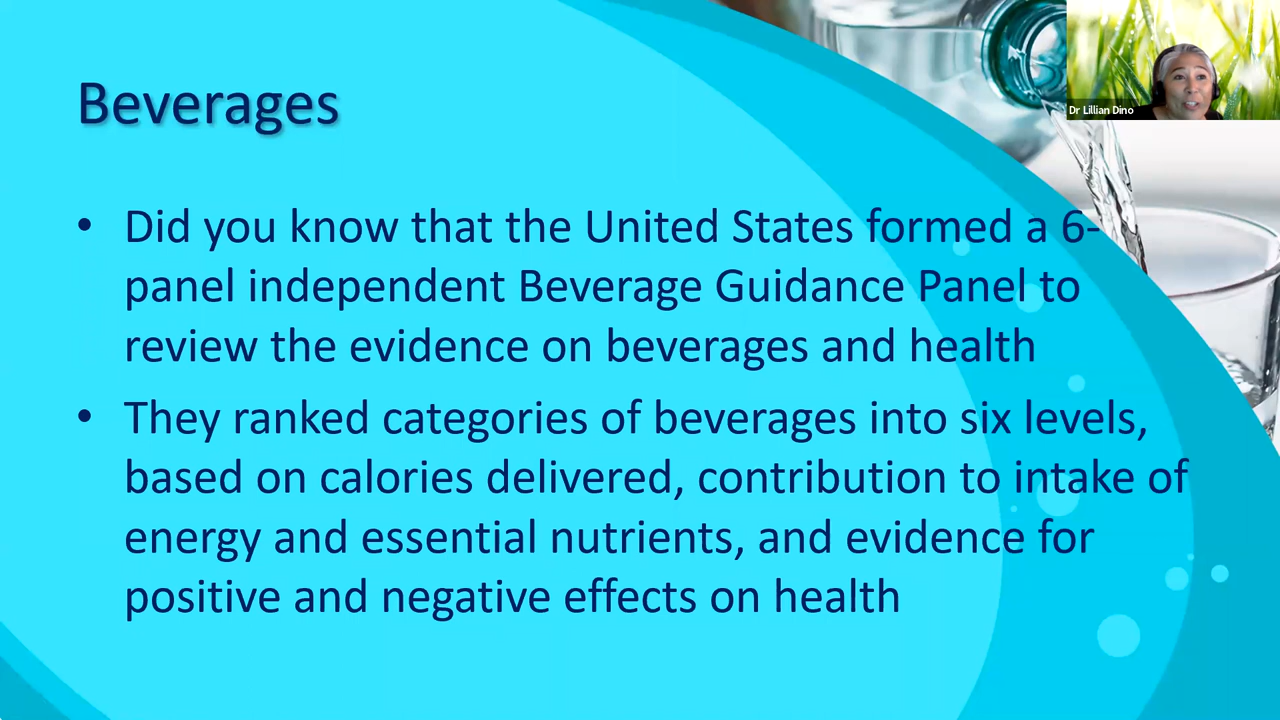 Dr Lillian Dino
Beverages
• Did you know that the United States formed a 6-
panel independent Beverage Guidance Panel to
review the evidence on beverages and health
• They ranked categories of beverages into six levels,
based on calories delivered, contribution to intake of
energy and essential nutrients, and evidence for
positive and negative effects on health